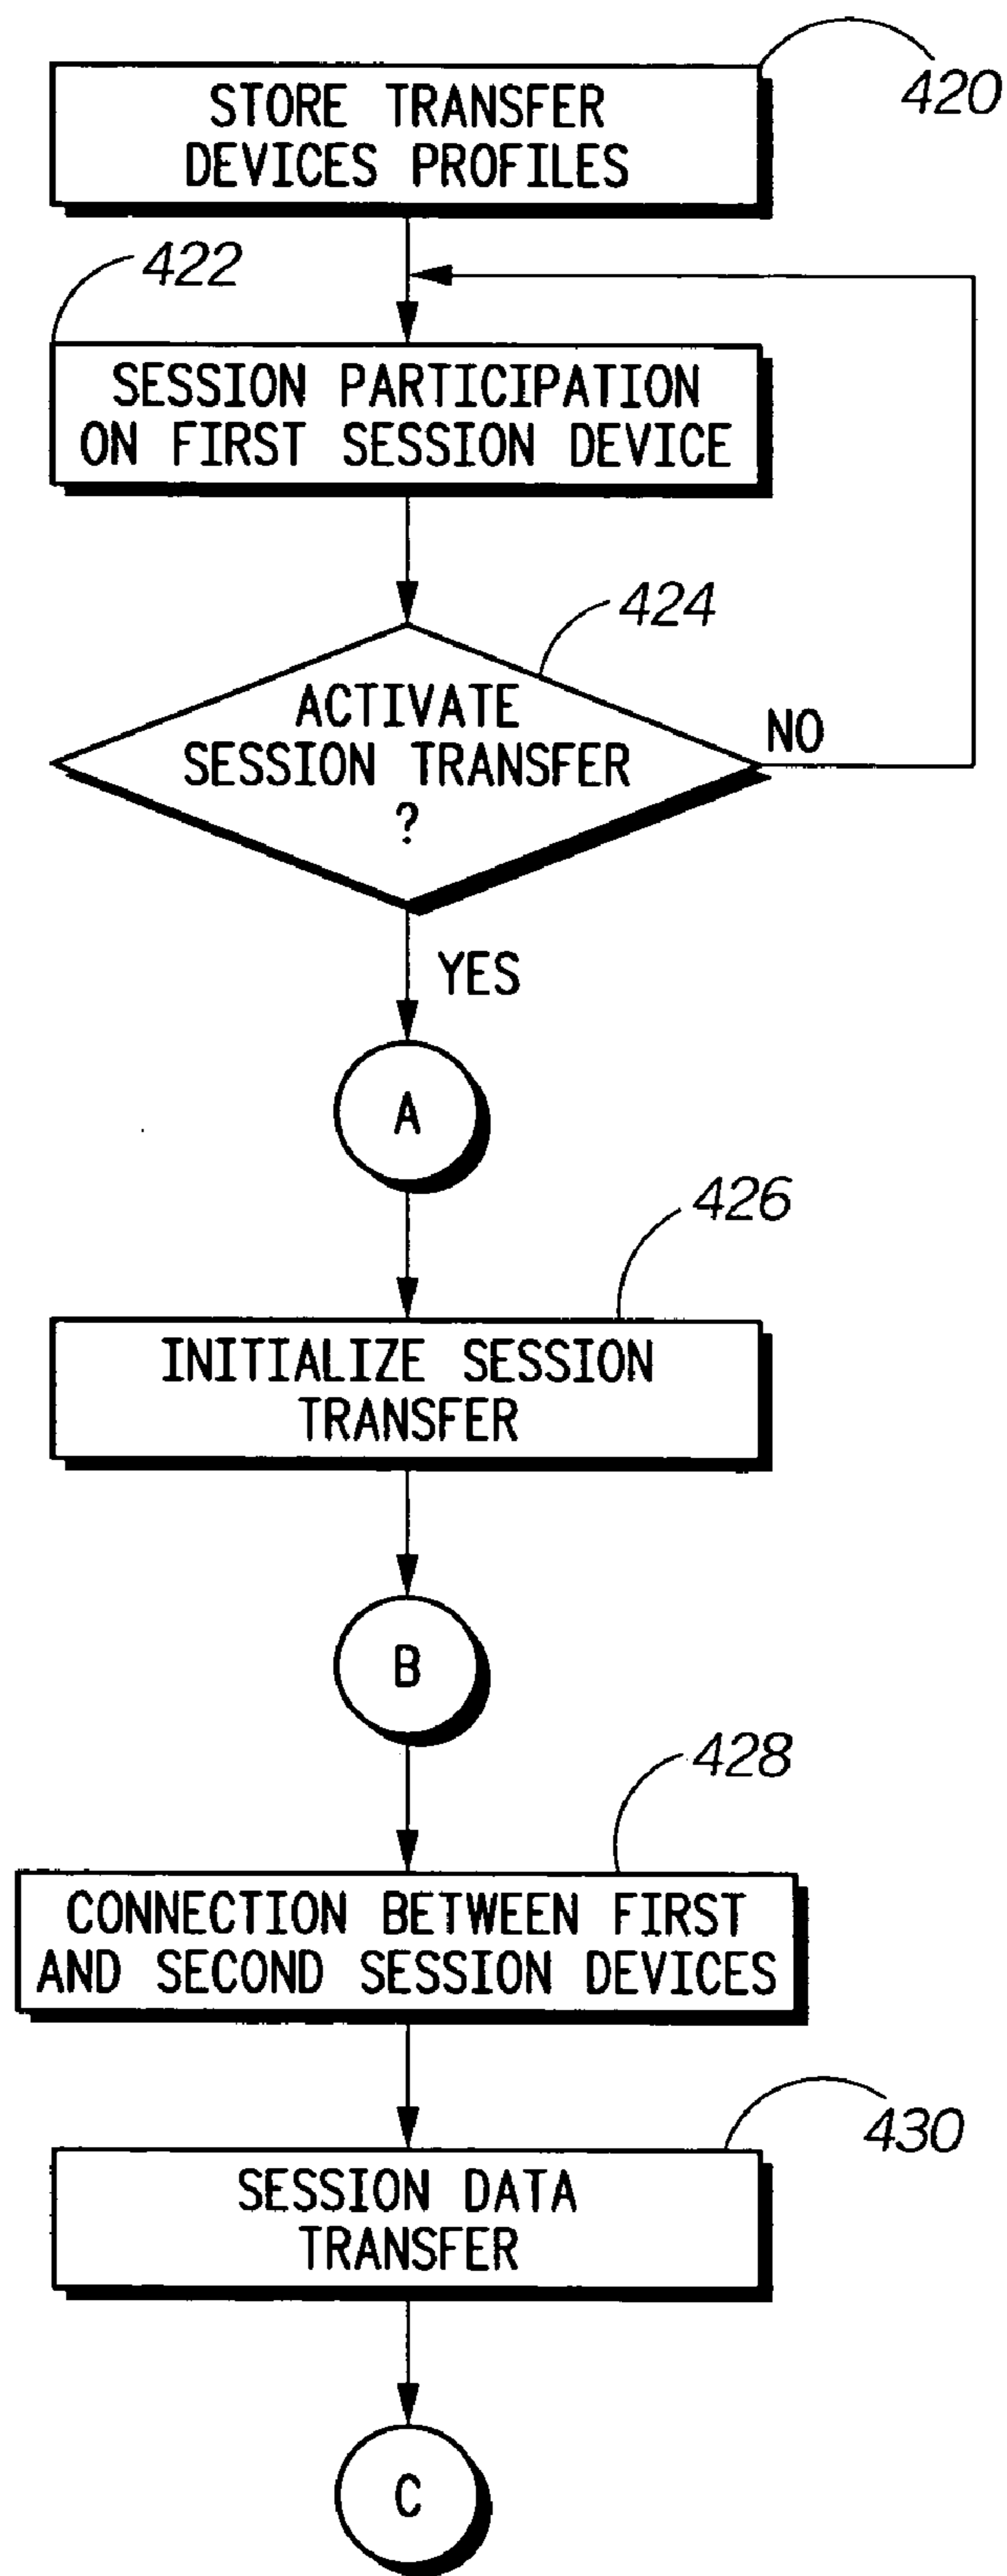 420
STORE TRANSFER
DEVICES PROFILES
422
SESSION PARTICIPATION
ON FIRST SESSION DEVICE
424
ACTIVATE
SESSION TRANSFER
?
NO
YES
A
426
INITIALIZE SESSION
TRANSFER
B
428
CONNECTION BETWEEN FIRST
AND SECOND SESSION DEVICES
430
SESSION DATA
TRANSFER
C